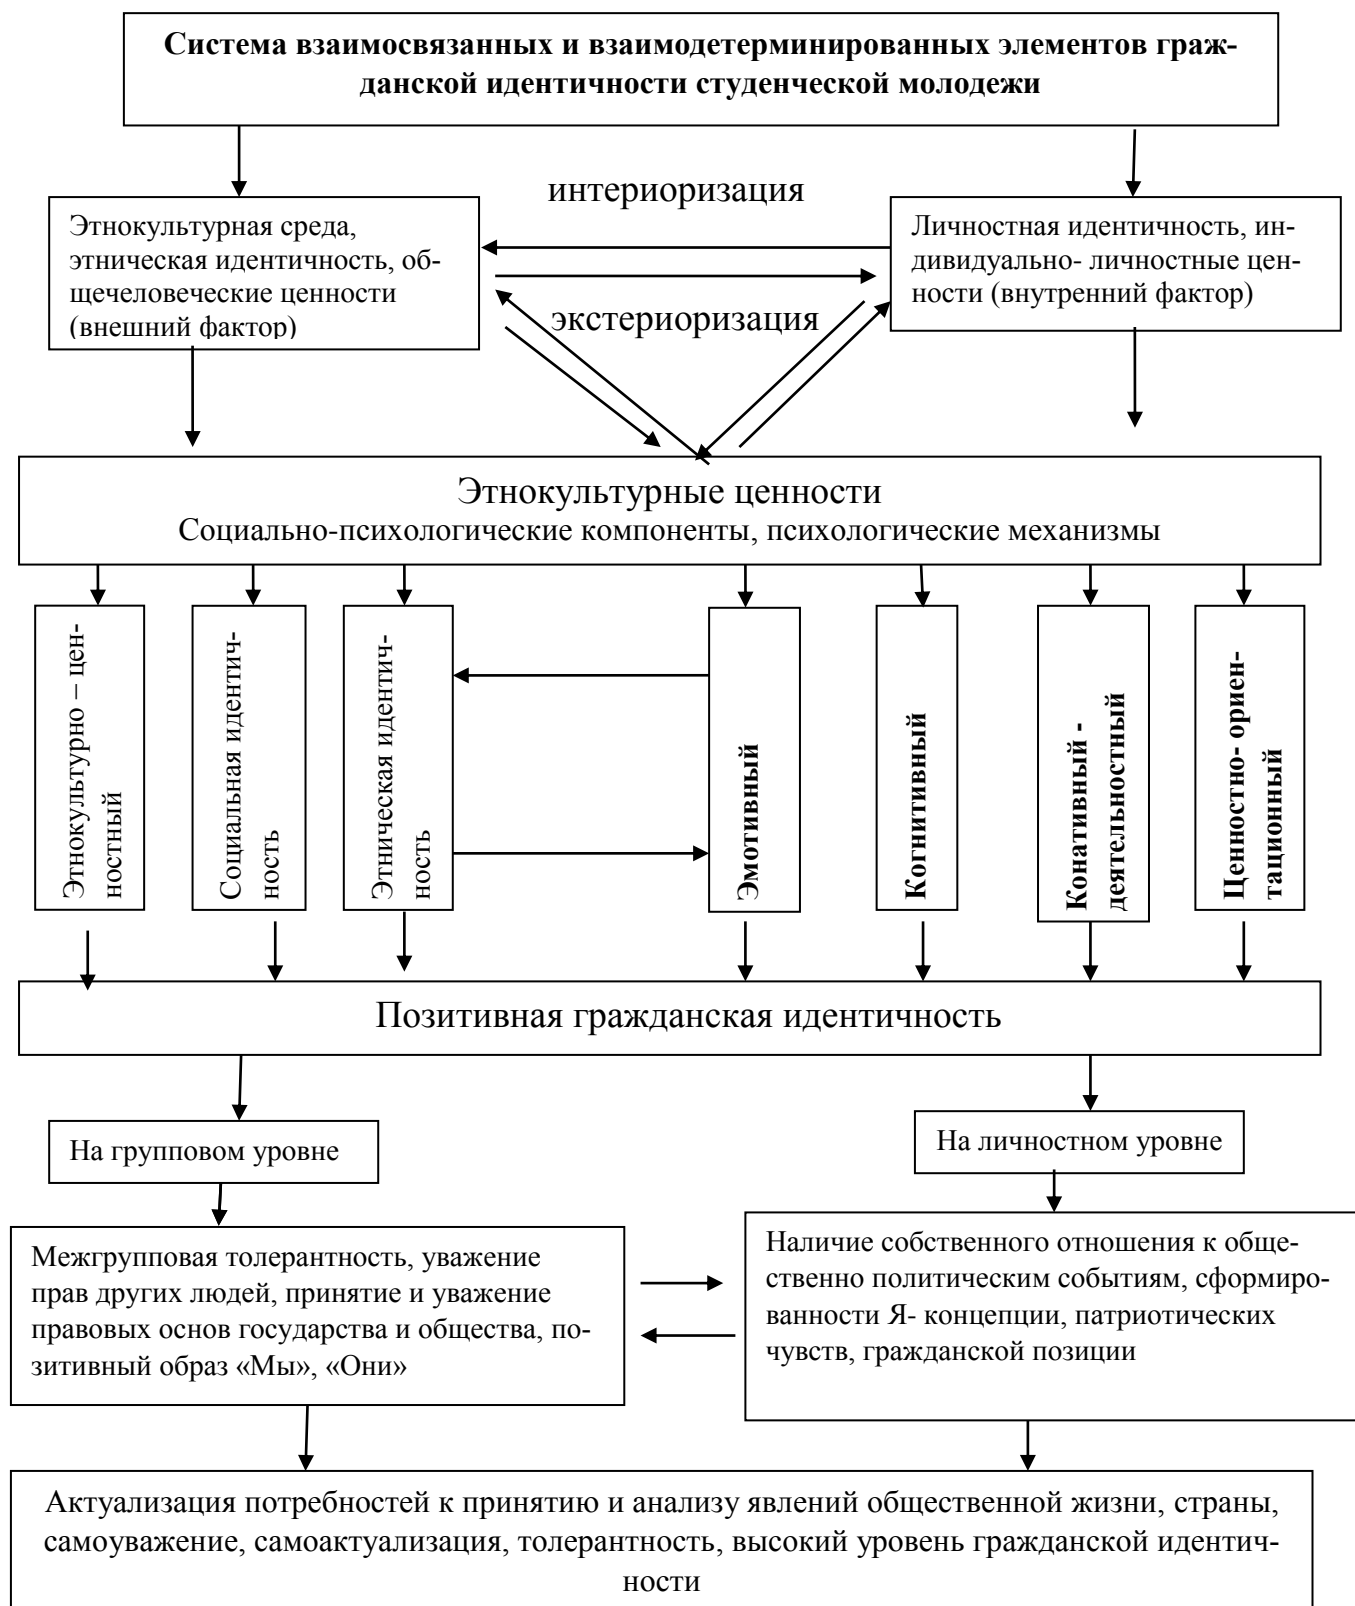 Система взаимосвязанных и взаимодетерминированных элементов граж-
данской идентичности студенческой молодежи
интериоризация
Этнокультурная среда,
этническая идентичность, об-
щечеловеческие ценности
(внешний фактор)
Личностная идентичность, ин-
дивидуально- личностные цен-
ности (внутренний фактор)
экстериоризация
Этнокультурные ценности
Социально-психологические компоненты, психологические механизмы
Этнокультурно – цен-
ностный
Социальная идентич-
ность
Этническая идентич-
ность
Эмотивный
Когнитивный
Конативный -
деятельностный
Ценностно- ориен-
тационный
Позитивная гражданская идентичность
На групповом уровне
На личностном уровне
Межгрупповая толерантность, уважение
прав других людей, принятие и уважение
правовых основ государства и общества, по-
зитивный образ «Мы», «Они»
Наличие собственного отношения к обще-
ственно политическим событиям, сформиро-
ванности Я- концепции, патриотических
чувств, гражданской позиции
Актуализация потребностей к принятию и анализу явлений общественной жизни, страны,
самоуважение, самоактуализация, толерантность, высокий уровень гражданской идентич-
ности